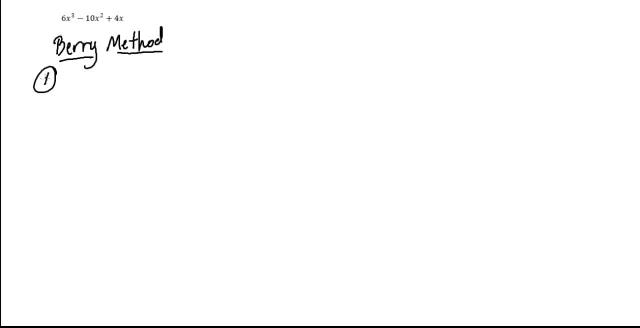 6x³ − 10x² + 4x
Berry Method
①